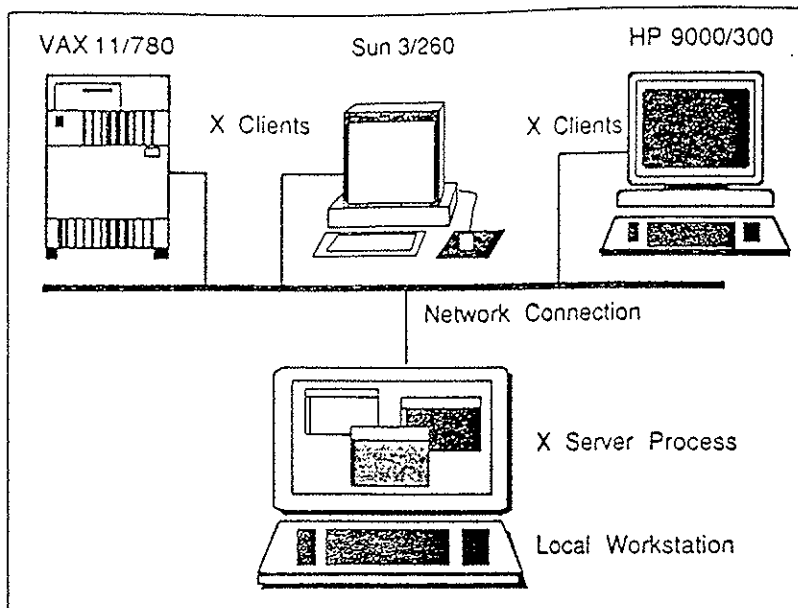 VAX 11/780
Sun 3/260
HP 9000/300
X Clients
X Clients
Network Connection
X Server Process
Local Workstation